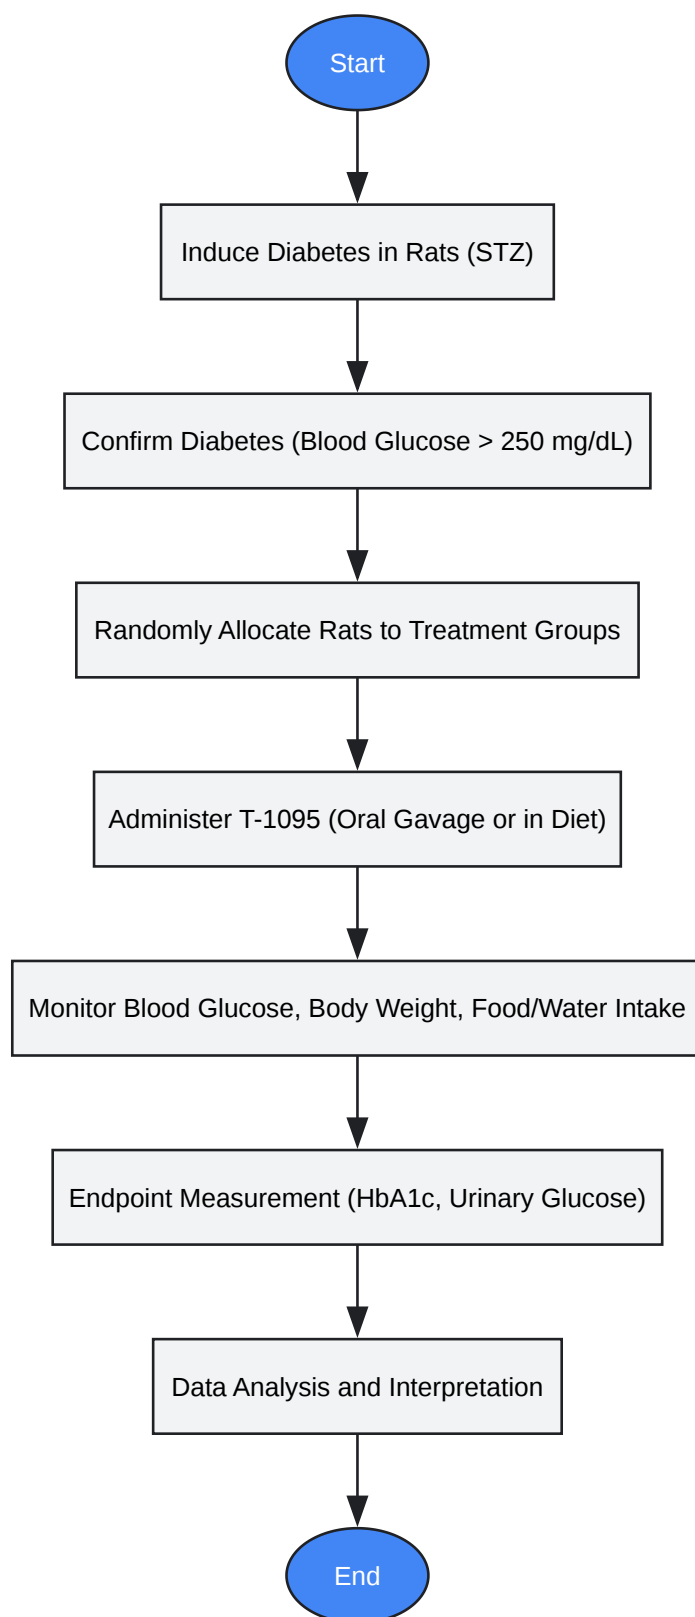 Start
Induce Diabetes in Rats (STZ)
Confirm Diabetes (Blood Glucose > 250 mg/dL)
Randomly Allocate Rats to Treatment Groups
Administer T-1095 (Oral Gavage or in Diet)
Monitor Blood Glucose, Body Weight, Food/Water Intake
Endpoint Measurement (HbA1c, Urinary Glucose)
Data Analysis and Interpretation
End